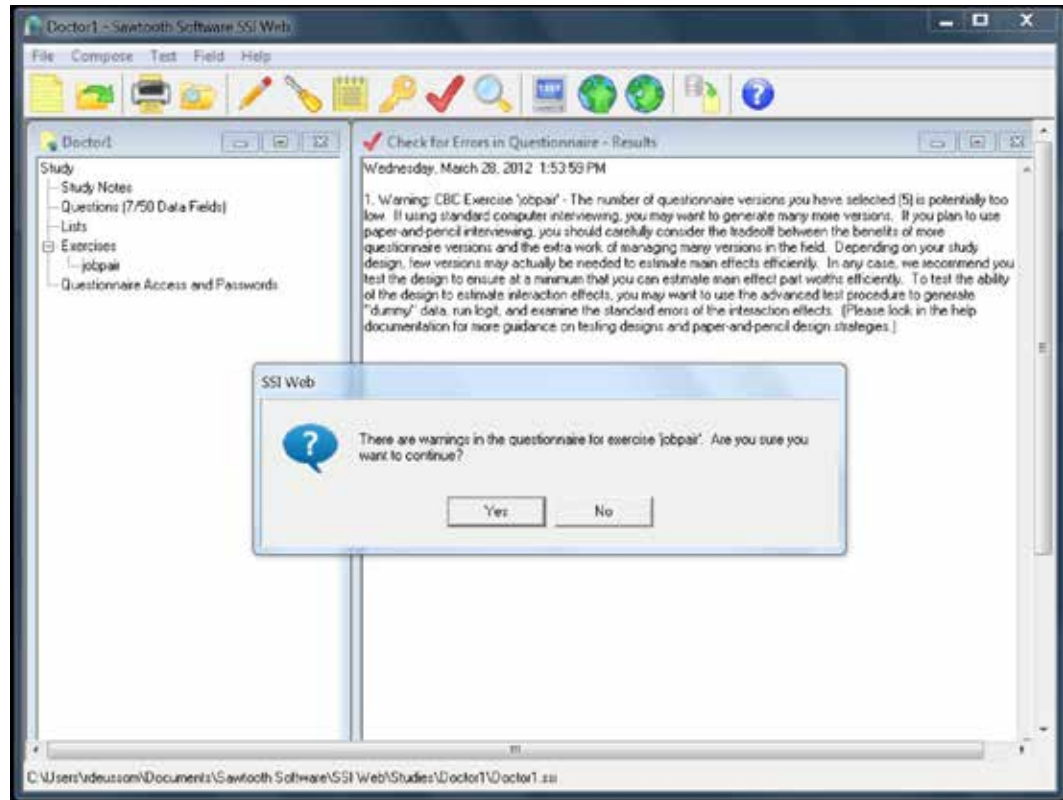 Doctor1 - Sawtooth Software SSI Web
File Compose Test Field Help
Doctor1
Study
Study Notes
Questions (7/50 Data Fields)
Lists
Exercises
jobpair
Questionnaire Access and Passwords
Check for Errors in Questionnaire - Results
Wednesday, March 28, 2012 1:53:59 PM
1. Warning: CBC Exercise 'jobpair' - The number of questionnaire versions you have selected (5) is potentially too
low. If using standard computer interviewing, you may want to generate many more versions. If you plan to use
paper-and-pencil interviewing, you should carefully consider the tradeoff between the benefits of more
questionnaire versions and the extra work of managing many versions in the field. Depending on your study
design, few versions may actually be needed to estimate main effects efficiently. In any case, we recommend you
test the design to ensure at a minimum that you can estimate main effect part worths efficiently. To test the ability
of the design to estimate interaction effects, you may want to use the advanced test procedure to generate
"dummy" data, run logit, and examine the standard errors of the interaction effects. (Please look in the help
documentation for more guidance on testing designs and paper-and-pencil design strategies.)
SSI Web
There are warnings in the questionnaire for exercise 'jobpair'. Are you sure you
want to continue?
Yes
No
C:\Users\rdeussom\Documents\Sawtooth Software\SSI Web\Studies\Doctor1\Doctor1.ssi